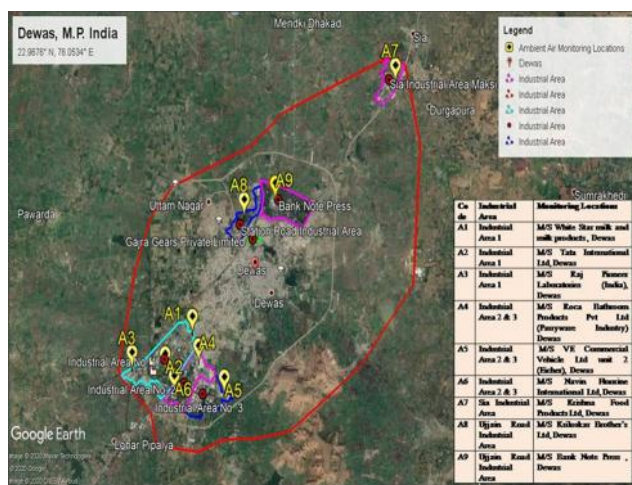 Dewas, M.P. India
22.9676° N, 76.0534° E
Mendki Dhakad
Sia
A7
Sia Industrial Area Maksi
Durgapura
Legend
Ambient Air Monitoring Locations
Dewas
Industrial Area
Industrial Area
Industrial Area
Industrial Area
Industrial Area
Sumrakhedi
A8
A9
Uttam Nagar
Bank Note Press
Pawarda
Station Road Industrial Area
Gajra Gears Private Limited
Dewas
Dewas
A1
A3
A4
Industrial Area No
A2
A5
Industrial Area No
A6
Industrial Area No. 3
Lohar Pipalya
Google Earth
© 2020 Google
Co de Industrial Area Monitoring Locations
A1 Industrial Area 1 M/S White Star milk and milk products , Dewas
A2 Industrial Area 1 M/S Tata International Ltd, Dewas
A3 Industrial Area 1 M/S Raj Pioneer Laboratories (India), Dewas
A4 Industrial Area 2 & 3 M/S Roca Bathroom Products Pvt Ltd (Parryware Industry) Dewas
A5 Industrial Area 2 & 3 M/S VE Commercial Vehicle Ltd unit 2 (Eicher), Dewas
A6 Industrial Area 2 & 3 M/S Navin Fluorine International Ltd, Dewas
A7 Sia Industrial Area M/S Krishna Food Products Ltd, Dewas
A8 Ujjain Road Industrial Area M/S Kirloskar Brother's Ltd, Dewas
A9 Ujjain Road Industrial Area M/S Bank Note Press , Dewas